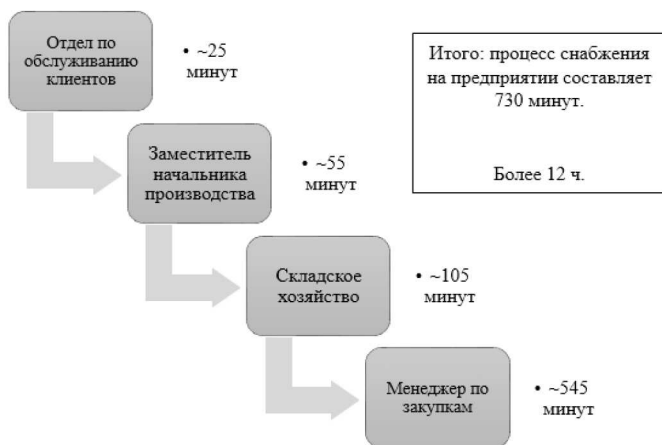 Отдел по
обслуживанию
клиентов
• ~25
минут
Итого: процесс снабжения
на предприятии составляет
730 минут.
Более 12 ч.
Заместитель
начальника
производства
• ~55
минут
Складское
хозяйство
• ~105
минут
Менеджер по
закупкам
• ~545
минут